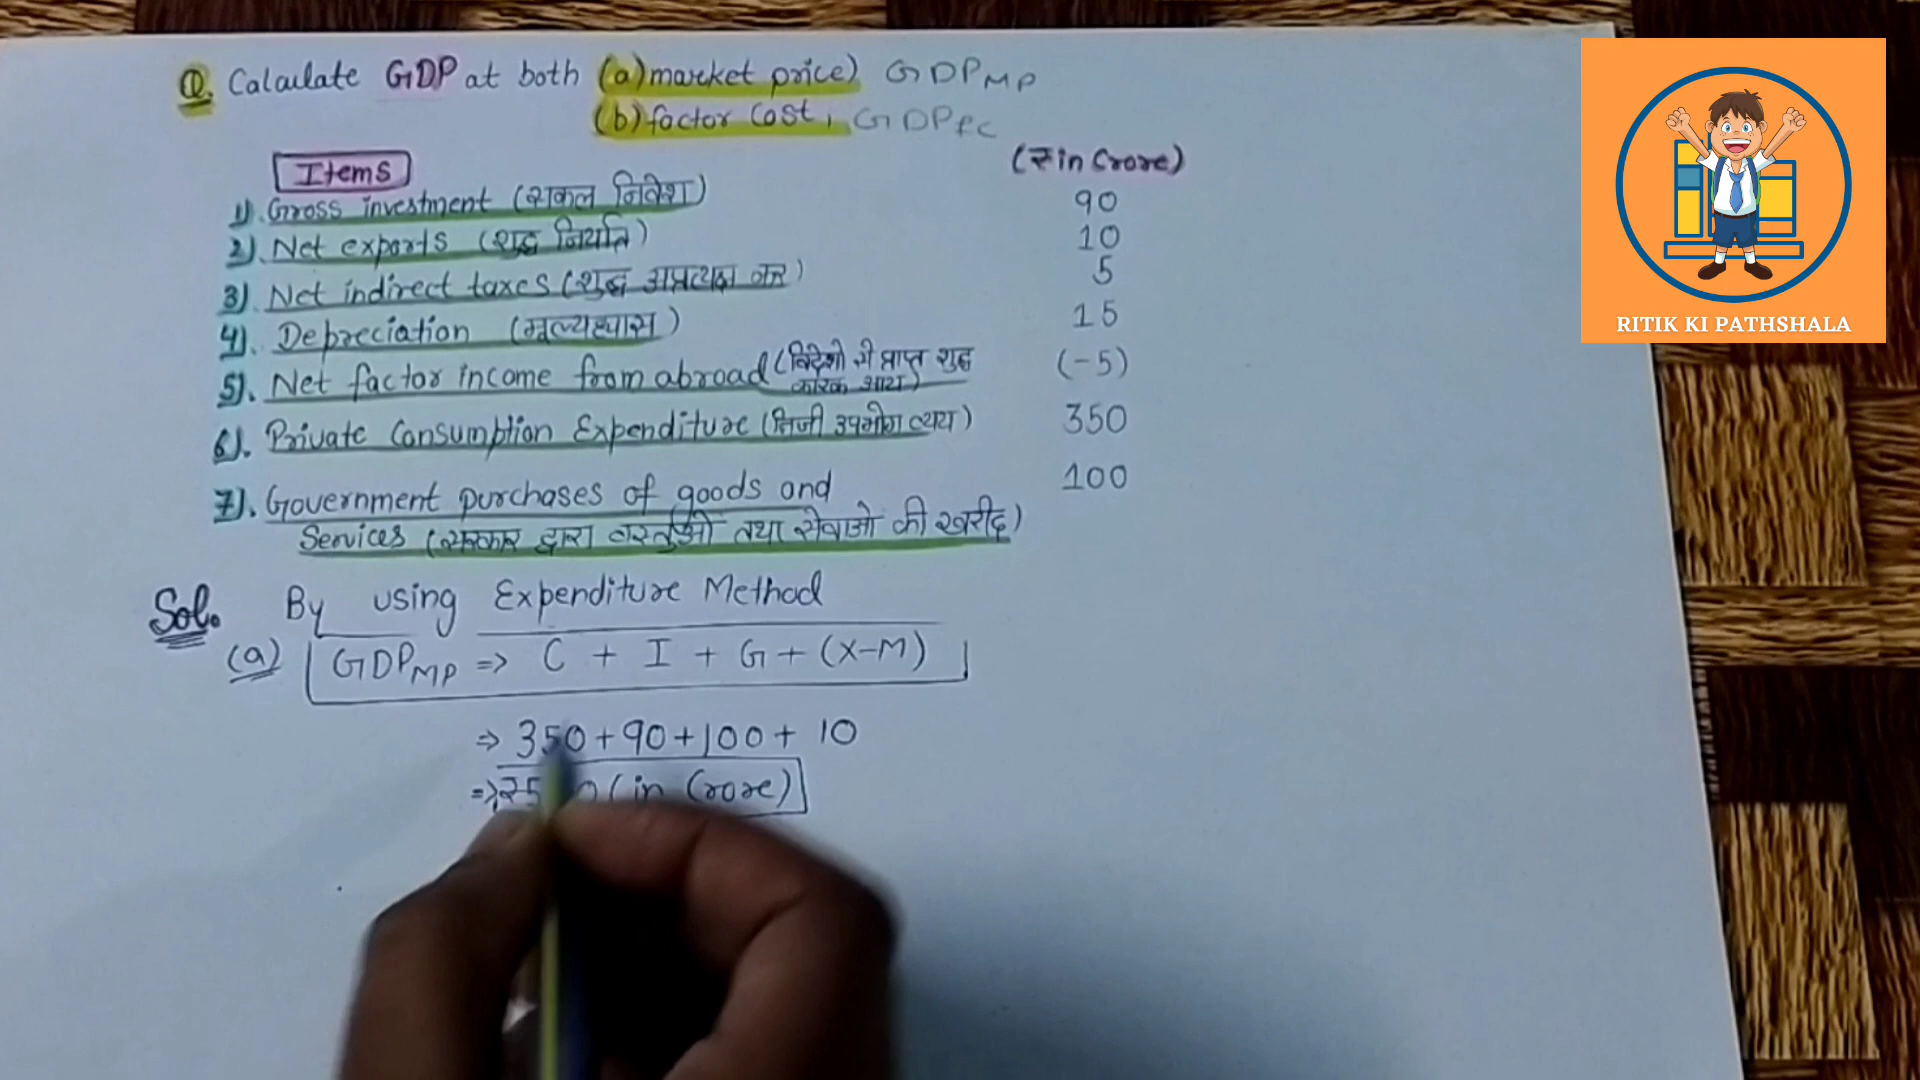 Q. Calculate GDP at both (a) market price) GDPMP
(b) factor Cost, GDPFC
Items (₹ in Crore)
1). Gross investment (सकल निवेश) 90
2). Net exports (शुद्ध निर्यात) 10
3). Net indirect taxes (शुद्ध अप्रत्यक्ष कर) 5
4). Depreciation (मूल्यह्रास) 15
5). Net factor income from abroad (विदेशो से प्राप्त शुद्ध कारक आय) (-5)
6). Private Consumption Expenditure (निजी उपभोग व्यय) 350
7). Government purchases of goods and 100
Services (सरकार द्वारा वस्तुओ तथा सेवाओ की खरीद)
Sol. By using Expenditure Method
(a) GDPMP => C + I + G + (X-M)
=> 350+90+100+ 10
(in Crore)
RITIK KI PATHSHALA